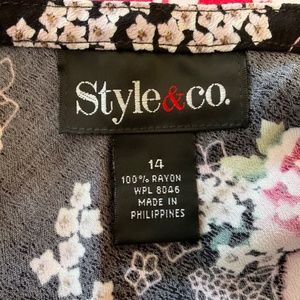 Style&co.
14
100% RAYON
WPL 8046
MADE IN
PHILIPPINES